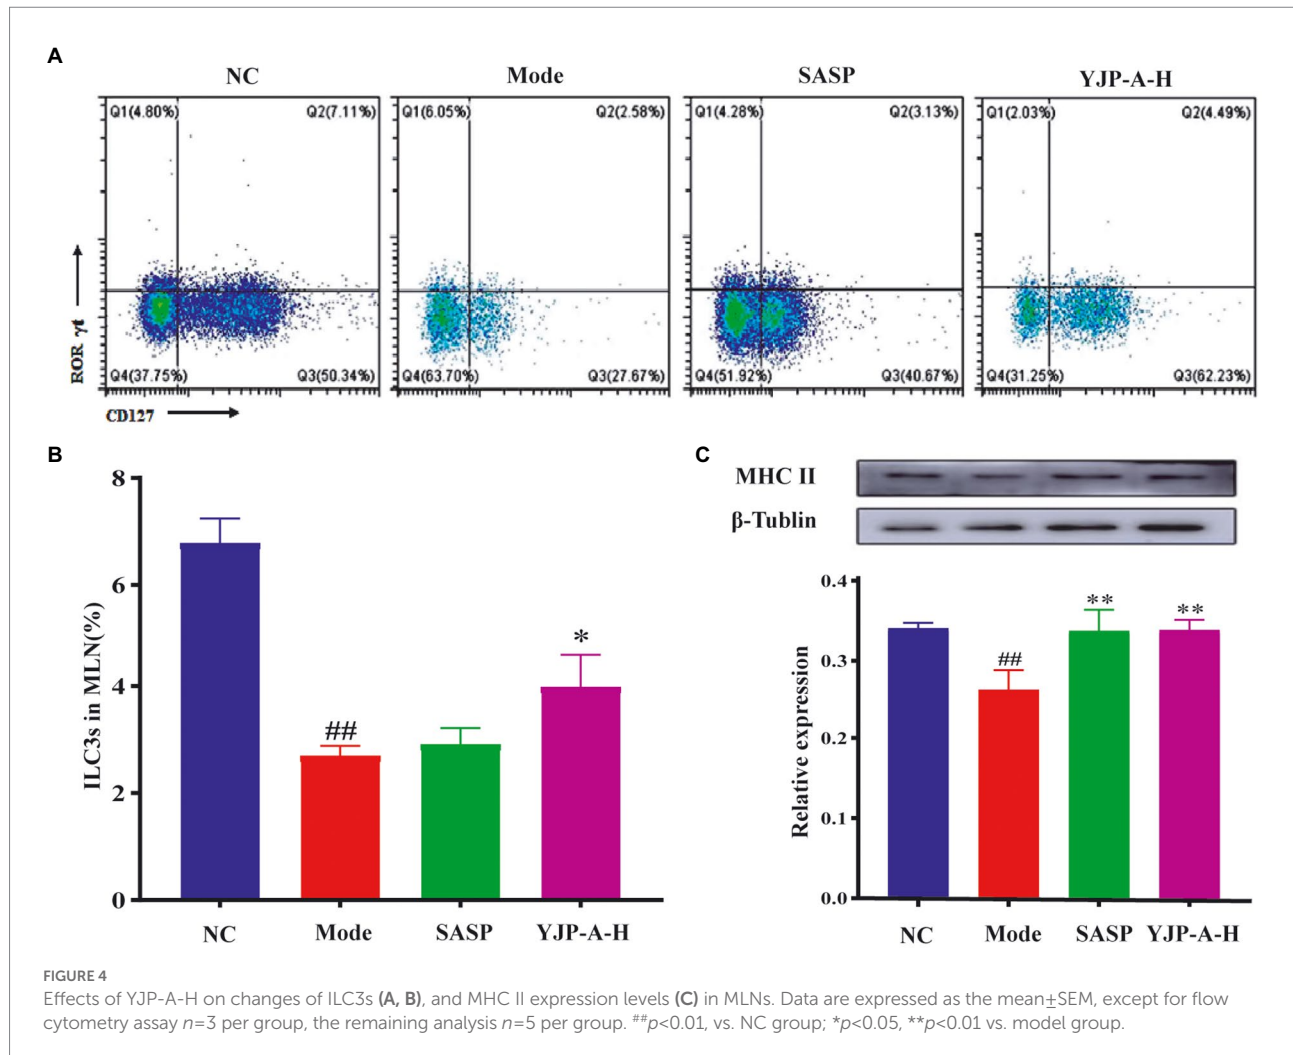 A
NC
Mode
SASP
YJP-A-H
Q1(4.80%)
Q2(7.11%)
Q1(6.05%)
Q2(2.58%)
Q1(4.28%)
Q2(3.13%)
Q1(2.03%)
Q2(4.49%)
ROR γt
Q4(37.75%)
Q3(50.34%)
Q4(63.70%)
Q3(27.67%)
Q4(51.92%)
Q3(40.67%)
Q4(31.25%)
Q3(62.23%)
CD127
B
8
6
4
2
0
ILC3s in MLN(%)
##
*
NC
Mode
SASP
YJP-A-H
C
MHC II
β-Tublin
0.4
0.3
0.2
0.1
0.0
Relative expression
##
**
**
NC
Mode
SASP
YJP-A-H
FIGURE 4
Effects of YJP-A-H on changes of ILC3s (A, B), and MHC II expression levels (C) in MLNs. Data are expressed as the mean±SEM, except for flow
cytometry assay n=3 per group, the remaining analysis n=5 per group. ##p<0.01, vs. NC group; *p<0.05, **p<0.01 vs. model group.